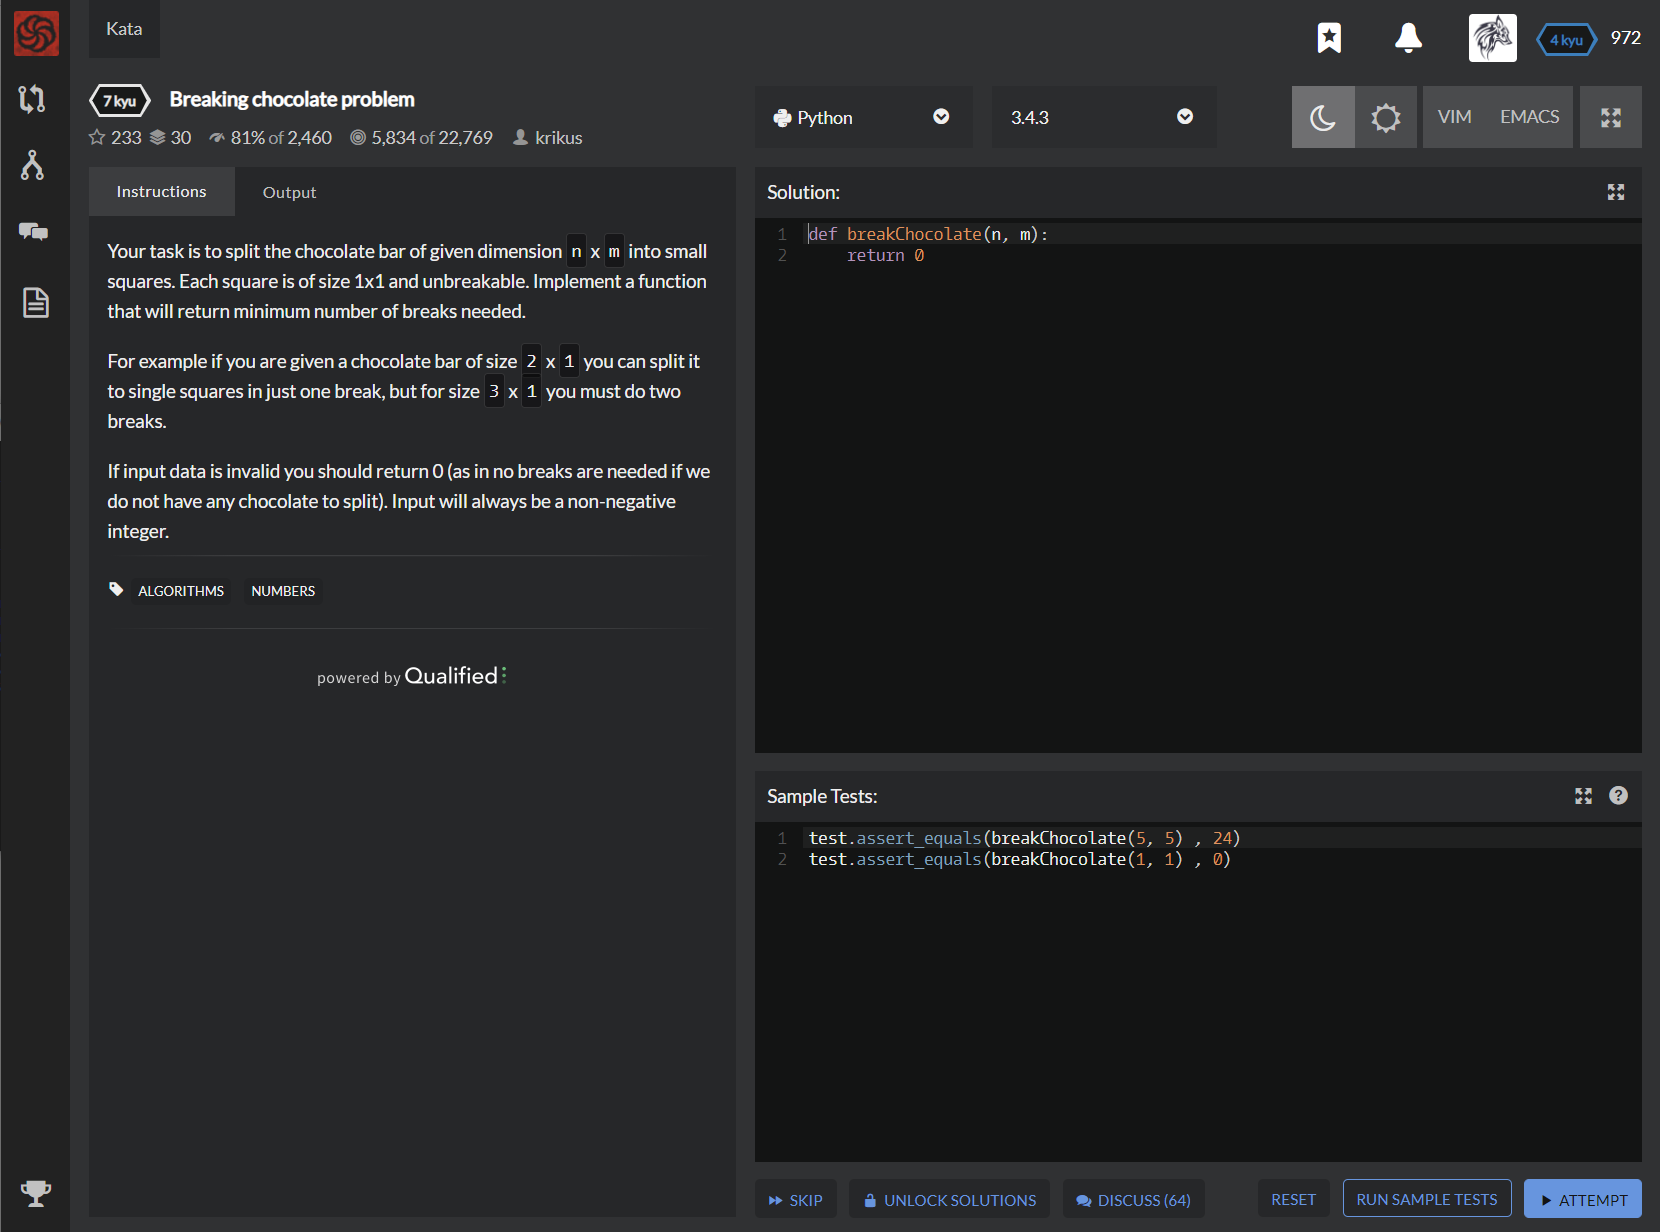 Kata
4 kyu 972
7 kyu Breaking chocolate problem
233 30 81% of 2,460 5,834 of 22,769 krikus
Python 3.4.3 VIM EMACS
Instructions Output
Your task is to split the chocolate bar of given dimension n x m into small
squares. Each square is of size 1x1 and unbreakable. Implement a function
that will return minimum number of breaks needed.
For example if you are given a chocolate bar of size 2 x 1 you can split it
to single squares in just one break, but for size 3 x 1 you must do two
breaks.
If input data is invalid you should return 0 (as in no breaks are needed if we
do not have any chocolate to split). Input will always be a non-negative
integer.
ALGORITHMS NUMBERS
powered by Qualified
Solution:
1 def breakChocolate(n, m):
2     return 0
Sample Tests:
?
1 test.assert_equals(breakChocolate(5, 5) , 24)
2 test.assert_equals(breakChocolate(1, 1) , 0)
SKIP UNLOCK SOLUTIONS DISCUSS (64) RESET RUN SAMPLE TESTS ATTEMPT